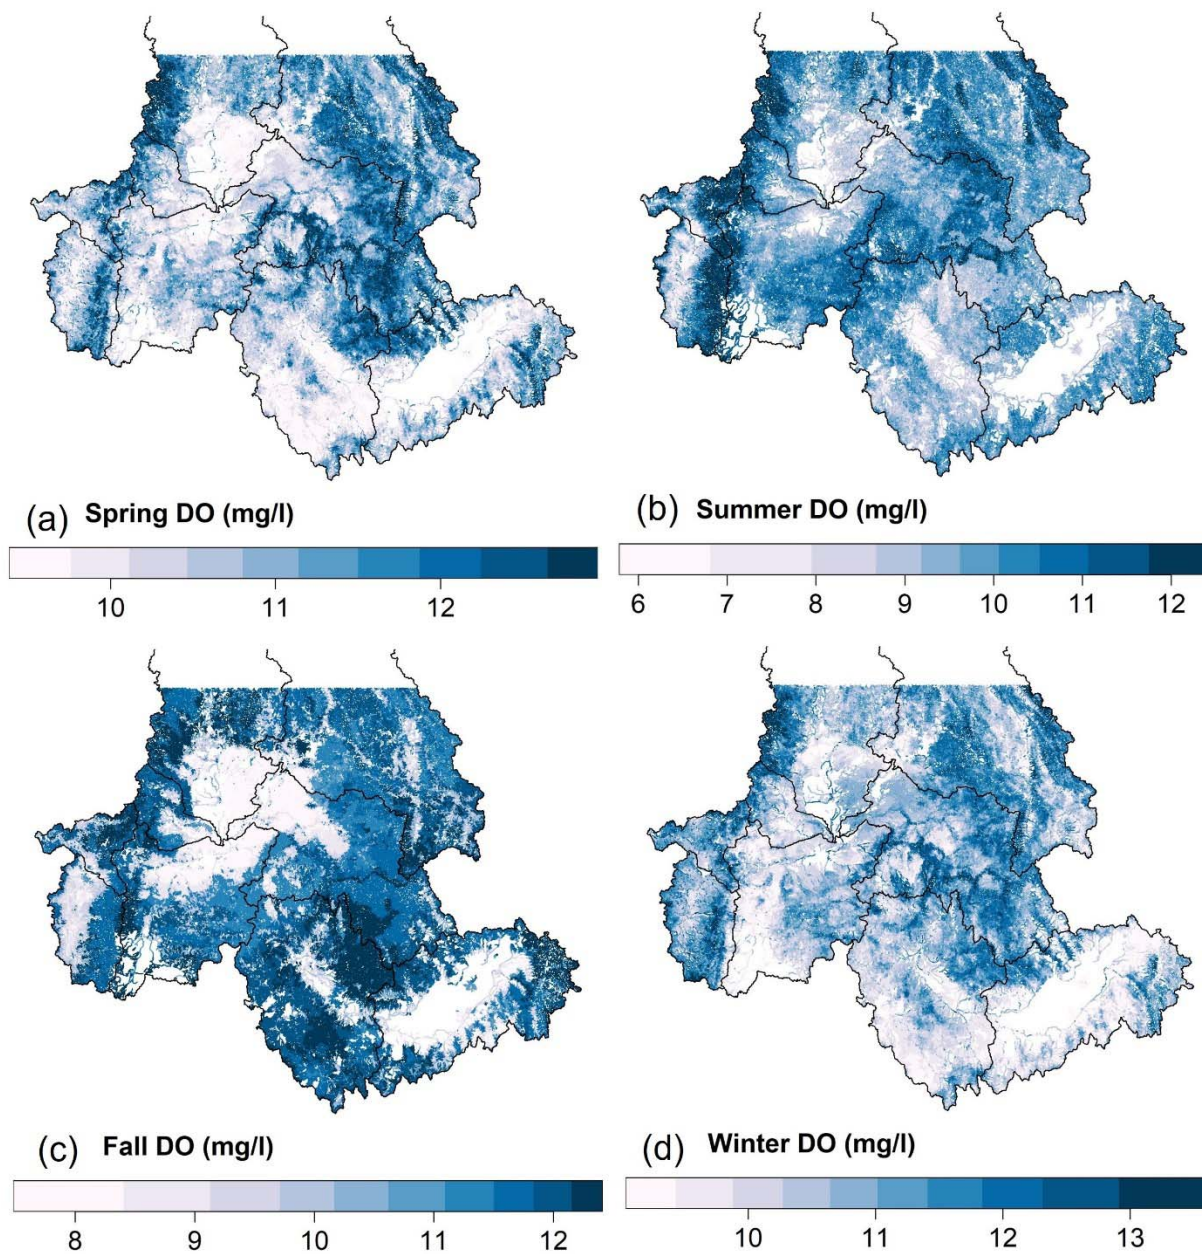 (a) Spring DO (mg/l)
10 11 12
(b) Summer DO (mg/l)
6 7 8 9 10 11 12
(c) Fall DO (mg/l)
8 9 10 11 12
(d) Winter DO (mg/l)
10 11 12 13